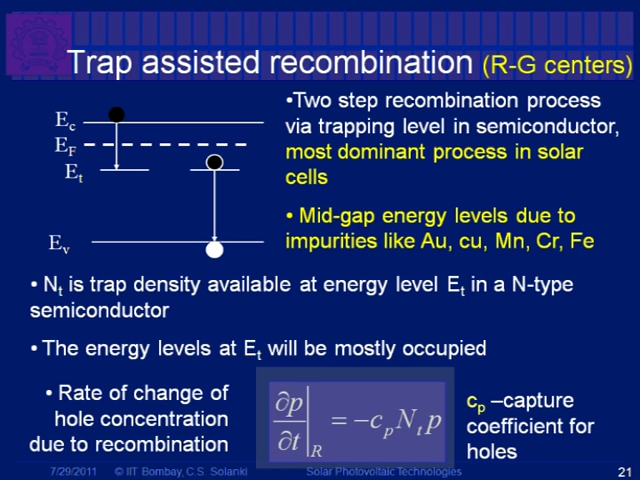 Trap assisted recombination (R-G centers)
Ec
EF
Et
Ev
•Two step recombination process
via trapping level in semiconductor,
most dominant process in solar
cells
• Mid-gap energy levels due to
impurities like Au, cu, Mn, Cr, Fe
• Nt is trap density available at energy level Et in a N-type
semiconductor
• The energy levels at Et will be mostly occupied
• Rate of change of
hole concentration
due to recombination
∂p/∂t|R = −cp Nt p
cp –capture
coefficient for
holes
7/29/2011 © IIT Bombay, C.S. Solanki Solar Photovoltaic Technologies 21